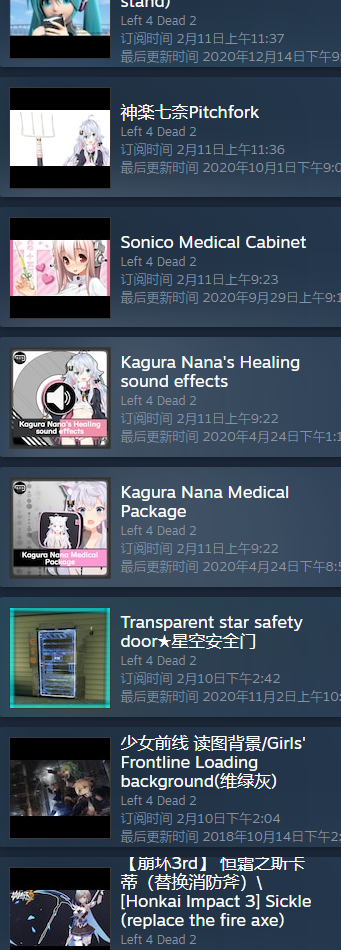 stand)
Left 4 Dead 2
订阅时间 2月11日上午11:37
最后更新时间 2020年12月14日下午9:
神楽七奈Pitchfork
Left 4 Dead 2
订阅时间 2月11日上午11:36
最后更新时间 2020年10月1日下午9:0
Sonico Medical Cabinet
Left 4 Dead 2
订阅时间 2月11日上午9:23
最后更新时间 2020年9月29日上午9:1
Kagura Nana's Healing
sound effects
Left 4 Dead 2
订阅时间 2月11日上午9:22
最后更新时间 2020年4月24日下午1:1
Kagura Nana's Healing
sound effects
Kagura Nana Medical
Package
Left 4 Dead 2
订阅时间 2月11日上午9:22
最后更新时间 2020年4月24日下午8:5
Kagura Nana Medical
Package
Transparent star safety
door★星空安全门
Left 4 Dead 2
订阅时间 2月10日下午2:42
最后更新时间 2020年11月2日上午10:
少女前线 读图背景/Girls'
Frontline Loading
background(维绿灰)
Left 4 Dead 2
订阅时间 2月10日下午2:04
最后更新时间 2018年10月14日下午2:
【崩坏3rd】 恒霜之斯卡
蒂（替换消防斧）\
[Honkai Impact 3] Sickle
(replace the fire axe)
Left 4 Dead 2